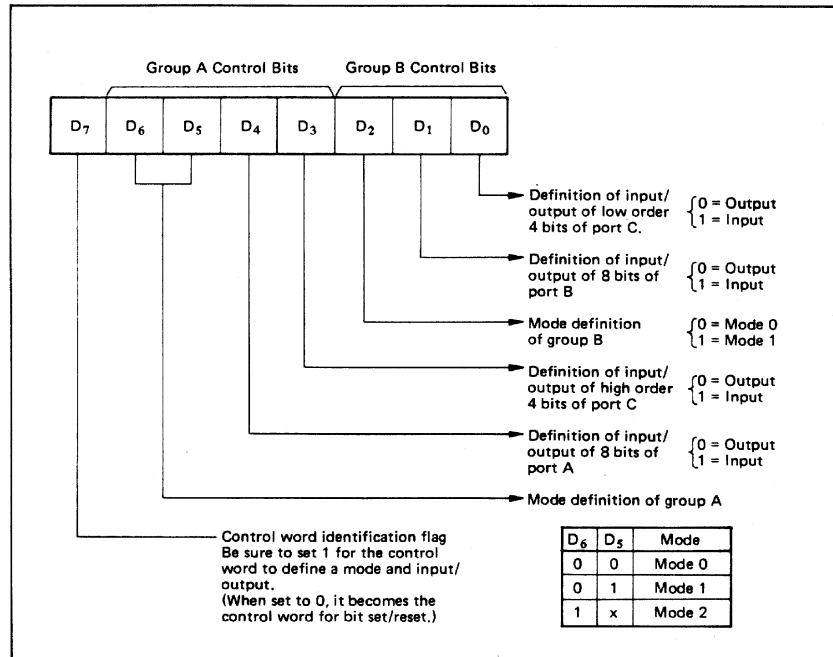 Group A Control Bits Group B Control Bits
D₇ D₆ D₅ D₄ D₃ D₂ D₁ D₀
Definition of input/
output of low order
4 bits of port C.
{0 = Output
1 = Input
Definition of input/
output of 8 bits of
port B
{0 = Output
1 = Input
Mode definition
of group B
{0 = Mode 0
1 = Mode 1
Definition of input/
output of high order
4 bits of port C
{0 = Output
1 = Input
Definition of input/
output of 8 bits of
port A
{0 = Output
1 = Input
Mode definition of group A
Control word identification flag
Be sure to set 1 for the control
word to define a mode and input/
output.
(When set to 0, it becomes the
control word for bit set/reset.)
D₆ D₅ Mode
0 0 Mode 0
0 1 Mode 1
1 x Mode 2